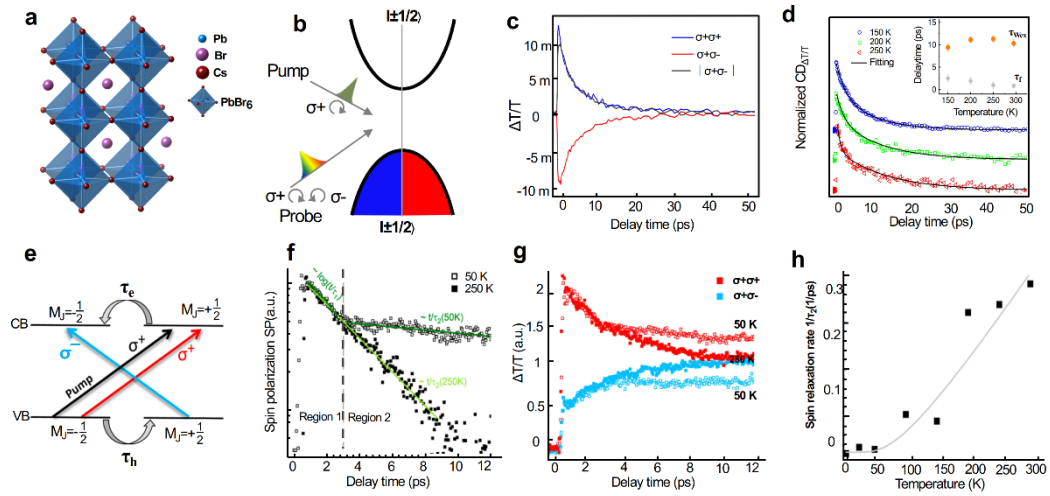 a
Pb
Br
Cs
PbBr6
b
I±1/2⟩
Pump
σ+
σ+
σ-
Probe
I±1/2⟩
c
σ+σ+
σ+σ-
| σ+σ- |
ΔT/T
10 m
5 m
0
-5 m
-10 m
0 10 20 30 40 50
Delay time (ps)
d
150 K
200 K
250 K
Fitting
Normalized CDΔT/T
Delaytime (ps)
15
10
5
0
τWex
τf
150 200 250 300
Temperature (K)
0 10 20 30 40 50
Delay time (ps)
e
τe
MJ=-1/2
MJ=+1/2
CB
σ−
σ+
σ+
Pump
VB
MJ=-1/2
MJ=+1/2
τh
f
50 K
250 K
~ log(t/τ1)
~ t/τ2(50K)
~ t/τ2(250K)
Region 1
Region 2
Spin polarization SP(a.u.)
0 2 4 6 8 10 12
Delay time (ps)
g
σ+σ+
σ+σ-
50 K
250 K
50 K
ΔT/T (a.u.)
2
1.5
1.0
0.5
0
0 2 4 6 8 10 12
Delay time (ps)
h
Spin relaxation rate 1/τ2(1/ps)
0.3
0.2
0.1
0.0
0 50 100 150 200 250 300
Temperature (K)